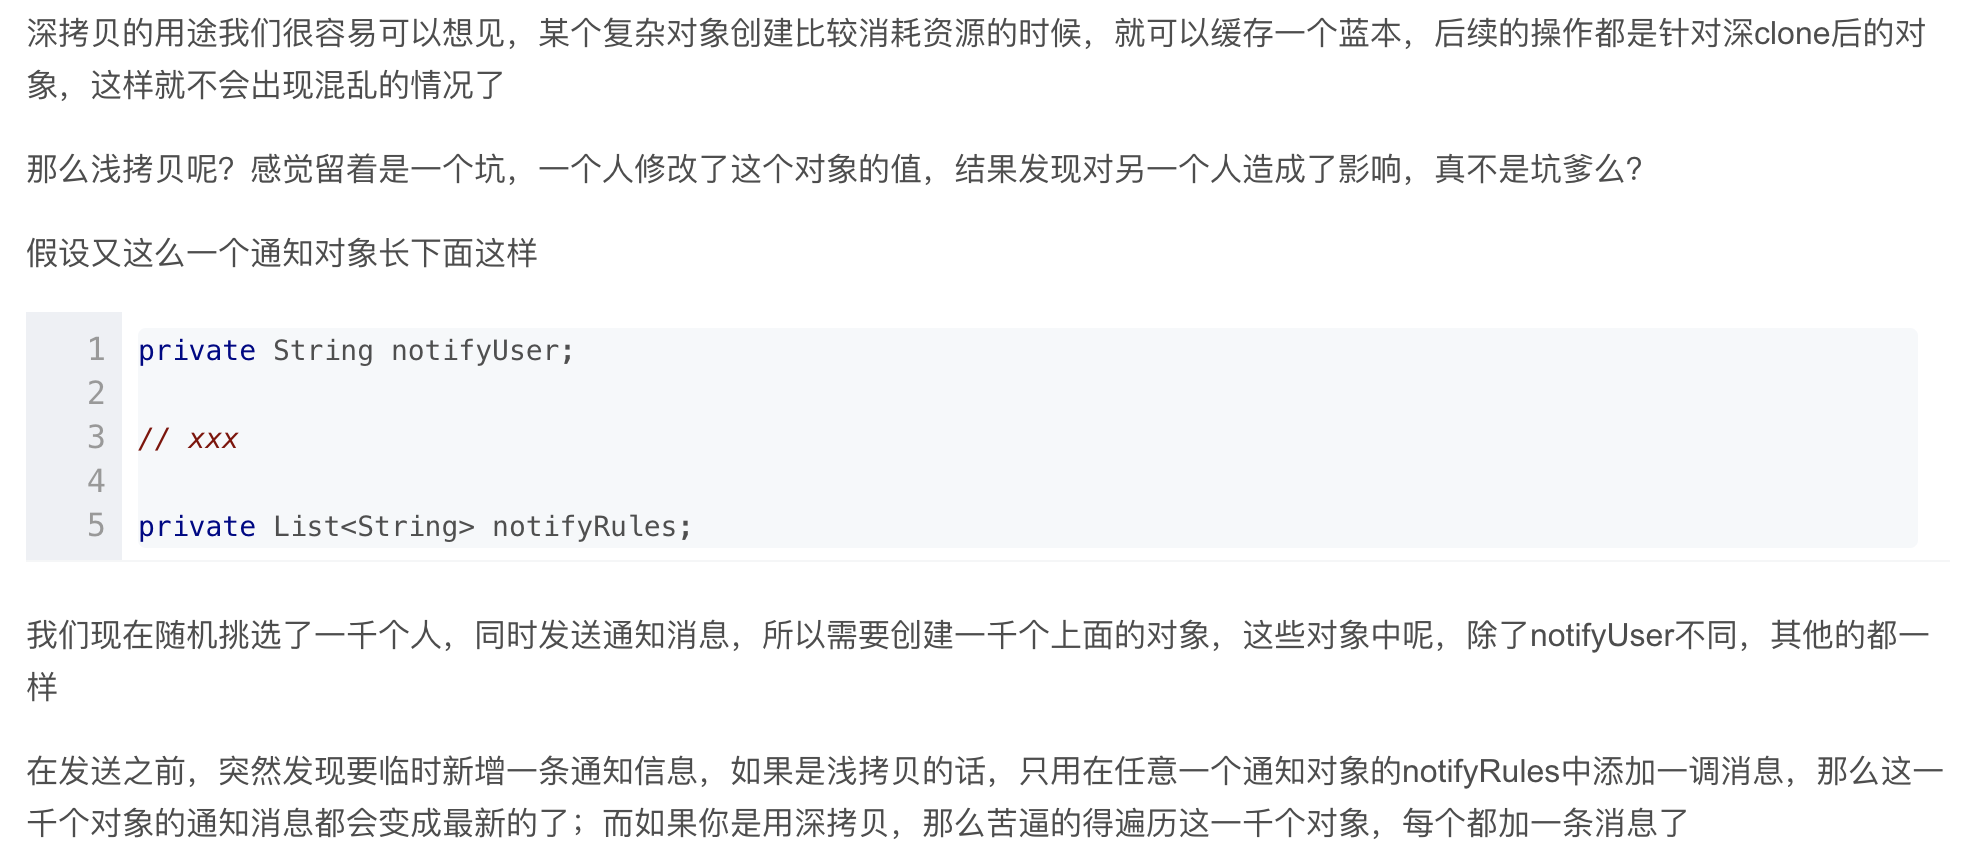 深拷贝的用途我们很容易可以想见，某个复杂对象创建比较消耗资源的时候，就可以缓存一个蓝本，后续的操作都是针对深clone后的对
象，这样就不会出现混乱的情况了
那么浅拷贝呢？感觉留着是一个坑，一个人修改了这个对象的值，结果发现对另一个人造成了影响，真不是坑爹么？
假设又这么一个通知对象长下面这样
1 private String notifyUser;
2
3 // xxx
4
5 private List<String> notifyRules;
我们现在随机挑选了一千个人，同时发送通知消息，所以需要创建一千个上面的对象，这些对象中呢，除了notifyUser不同，其他的都一
样
在发送之前，突然发现要临时新增一条通知信息，如果是浅拷贝的话，只用在任意一个通知对象的notifyRules中添加一调消息，那么这一
千个对象的通知消息都会变成最新的了；而如果你是用深拷贝，那么苦逼的得遍历这一千个对象，每个都加一条消息了